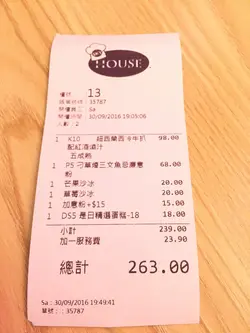 HOUSE
檯號 : 13
賬單號碼 : 35787
開檯員工 : Sa
開檯時間 : 30/09/2016 19:05:06
人數 : 2
1 K10 紐西蘭西冷牛扒 98.00
配紅酒燒汁
五成熟
1 P5 刁草煙三文魚忌廉意 68.00
粉
1 芒果沙冰 20.00
1 草莓沙冰 20.00
1 加意粉+$15 15.00
1 DS5 是日精選蛋糕-18 18.00
小計 239.00
加一服務費 23.90
總計 263.00
Sa : 30/09/2016 19:49:41
單號 : : 35787